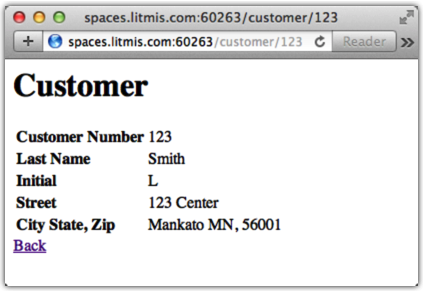 spaces.litmis.com:60263/customer/123
spaces.litmis.com:60263/customer/123 Reader
Customer
Customer Number 123
Last Name Smith
Initial L
Street 123 Center
City State, Zip Mankato MN, 56001
Back